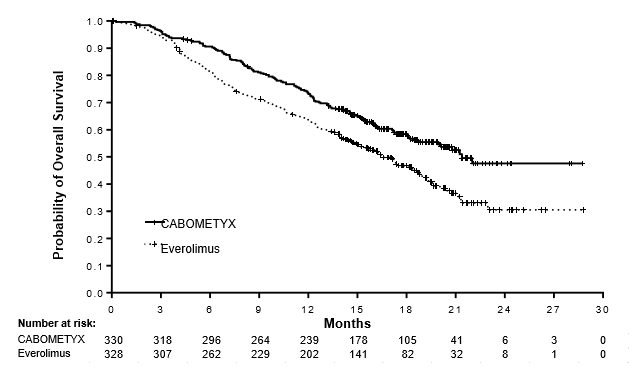 Probability of Overall Survival
1.0
0.9
0.8
0.7
0.6
0.5
0.4
0.3
0.2
0.1
0.0
CABOMETYX
Everolimus
0 3 6 9 12 15 18 21 24 27 30
Months
Number at risk:
CABOMETYX 330 318 296 264 239 178 105 41 6 3 0
Everolimus 328 307 262 229 202 141 82 32 8 1 0